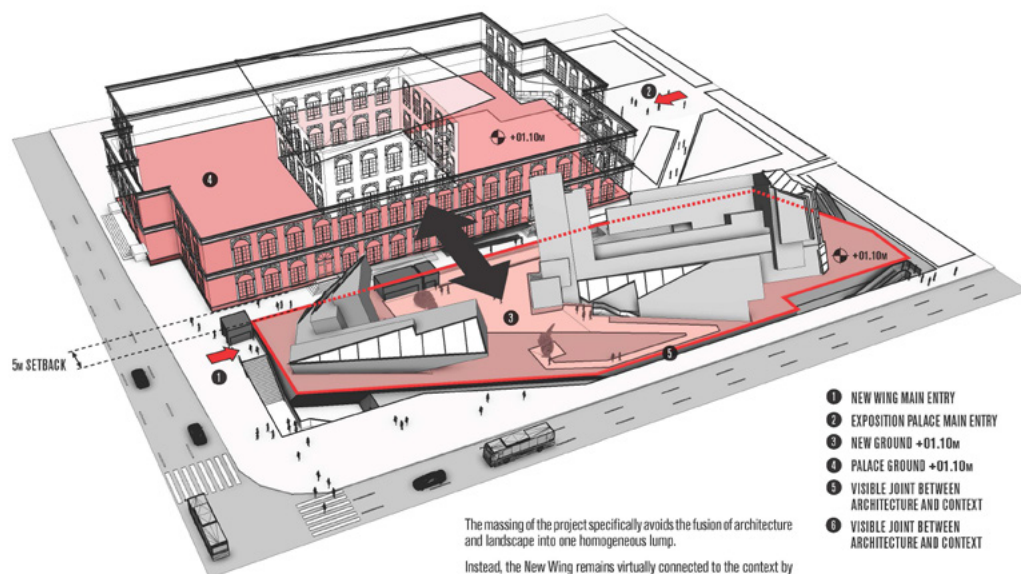 2
+01.10M
4
+01.10M
3
5M SETBACK
1
5
1 NEW WING MAIN ENTRY
2 EXPOSITION PALACE MAIN ENTRY
3 NEW GROUND +01.10M
4 PALACE GROUND +01.10M
5 VISIBLE JOINT BETWEEN
ARCHITECTURE AND CONTEXT
6 VISIBLE JOINT BETWEEN
ARCHITECTURE AND CONTEXT
The massing of the project specifically avoids the fusion of architecture
and landscape into one homogeneous lump.
Instead, the New Wing remains virtually connected to the context by